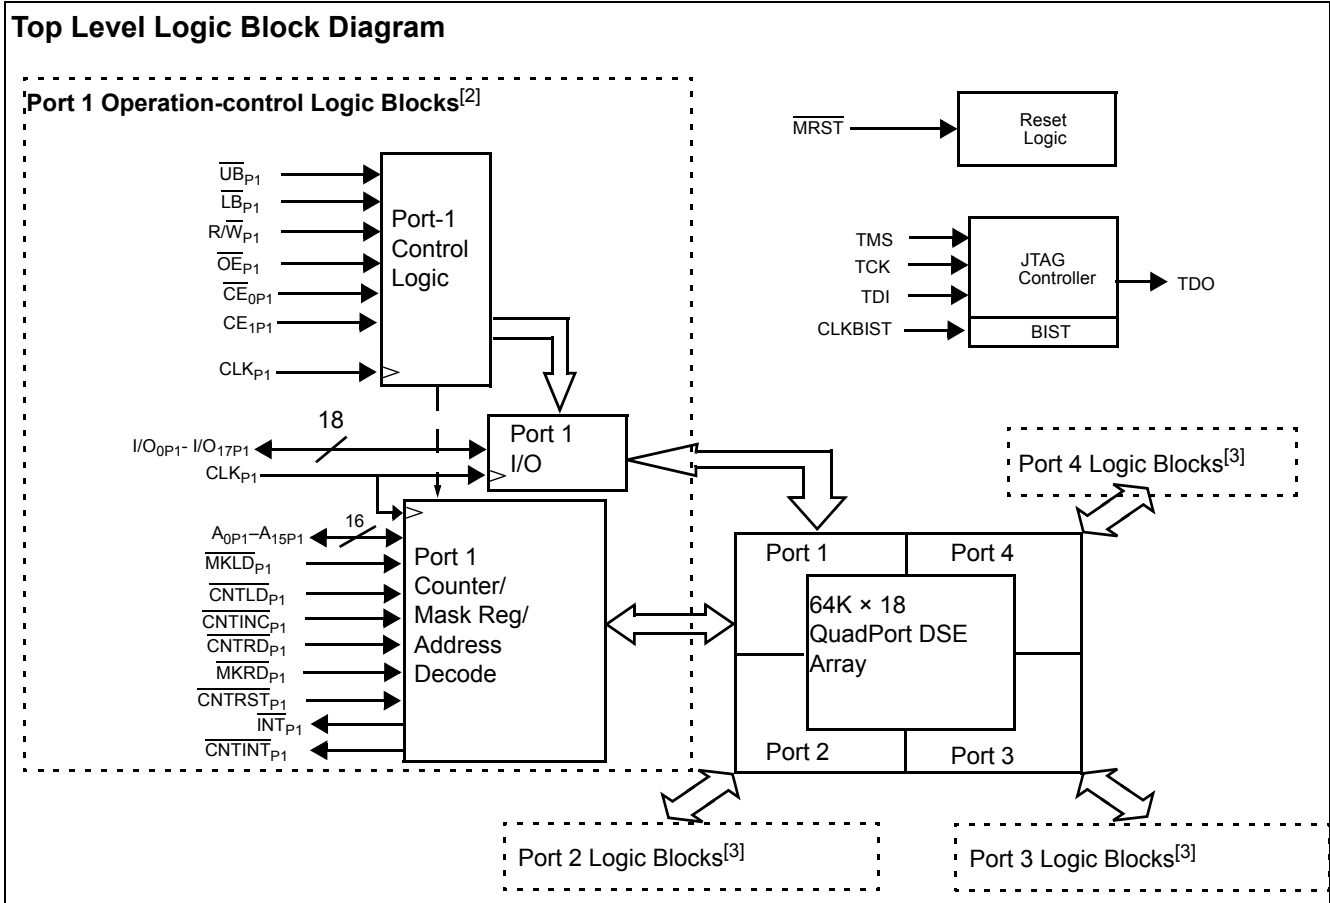 Top Level Logic Block Diagram
Port 1 Operation-control Logic Blocks[2]
UBP1
LBP1
R/WP1
OEP1
CE0P1
CE1P1
CLKP1
Port-1
Control
Logic
18
I/O0P1- I/O17P1
CLKP1
Port 1
I/O
16
A0P1–A15P1
MKLDP1
CNTLDP1
CNTINCP1
CNTRDP1
MKRDP1
CNTRSTP1
INTP1
CNTINTP1
Port 1
Counter/
Mask Reg/
Address
Decode
MRST
Reset
Logic
TMS
TCK
TDI
CLKBIST
JTAG
Controller
BIST
TDO
Port 4 Logic Blocks[3]
Port 1
Port 4
64K × 18
QuadPort DSE
Array
Port 2
Port 3
Port 2 Logic Blocks[3]
Port 3 Logic Blocks[3]